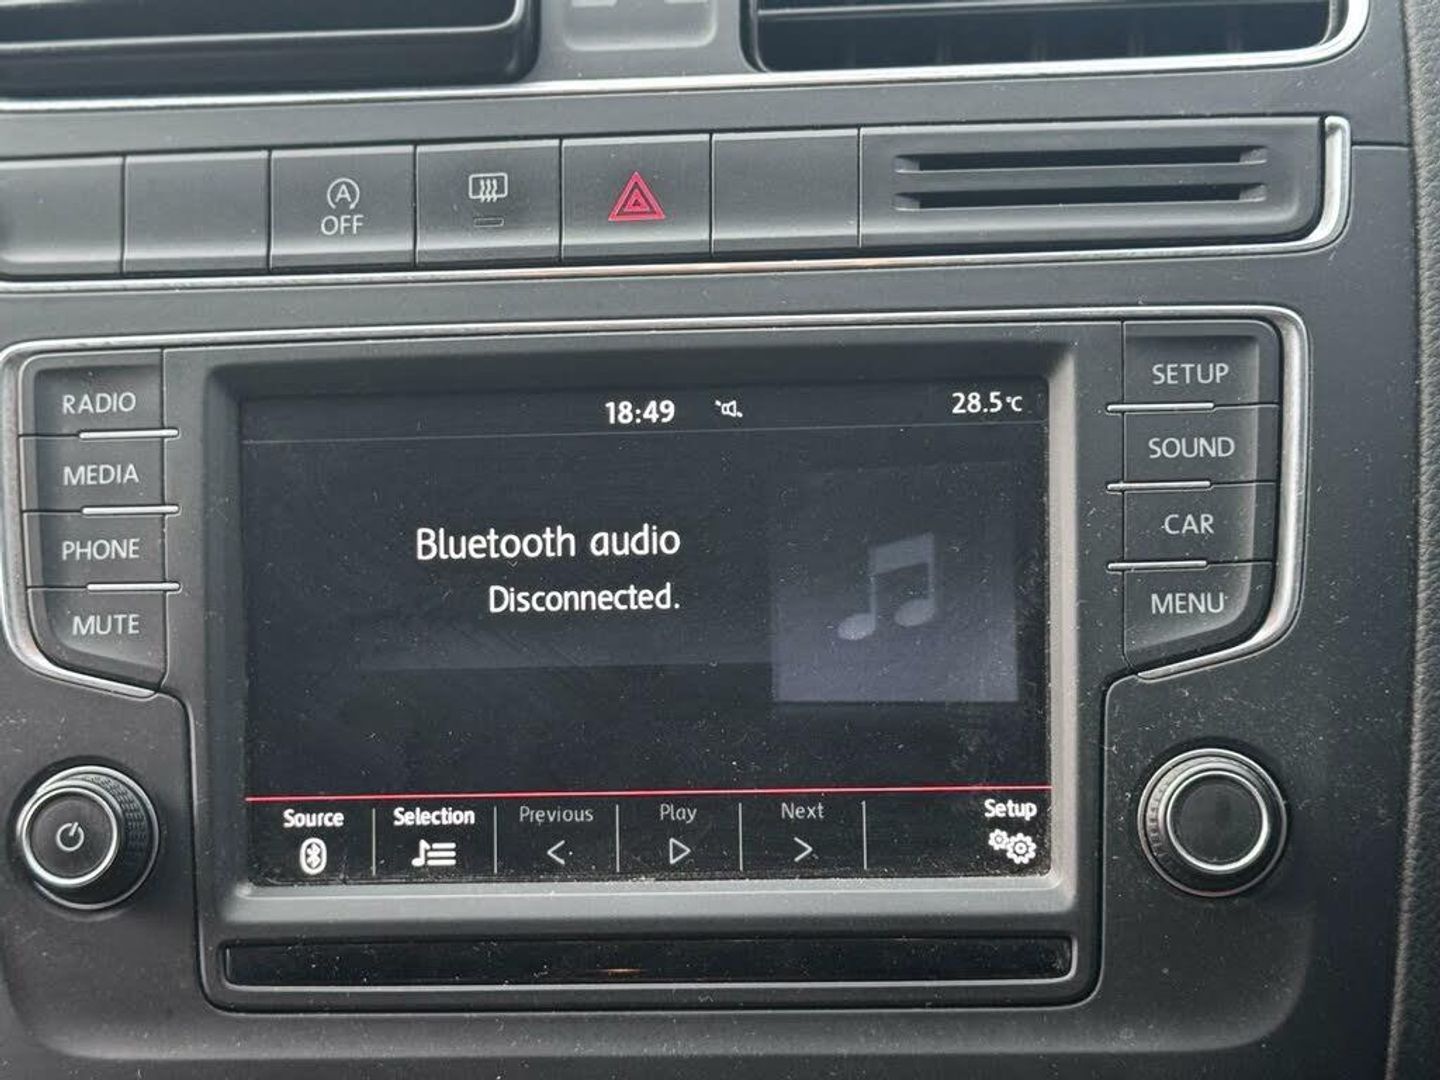 A
OFF
RADIO
MEDIA
PHONE
MUTE
18:49
28.5°C
Bluetooth audio
Disconnected.
Source
Selection
Previous
Play
Next
Setup
SETUP
SOUND
CAR
MENU